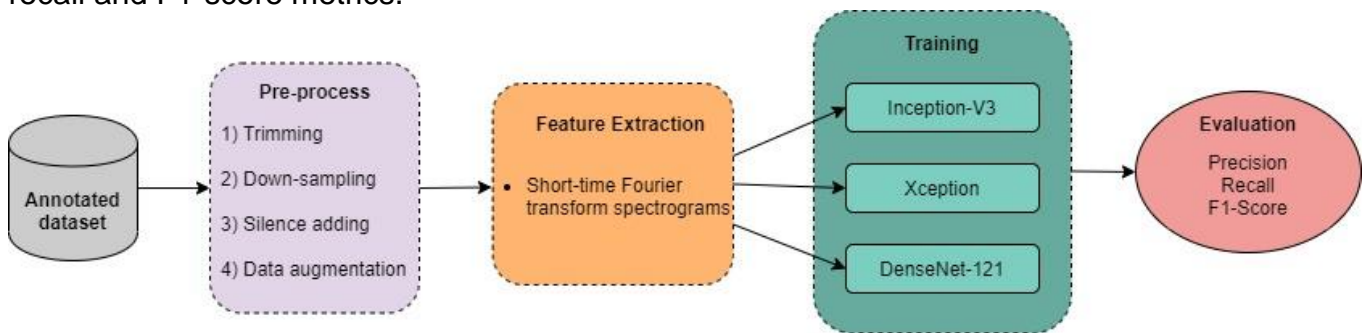 recall and F1-score metrics.
Annotated
dataset
Pre-process
1) Trimming
2) Down-sampling
3) Silence adding
4) Data augmentation
Feature Extraction
• Short-time Fourier
transform spectrograms
Training
Inception-V3
Xception
DenseNet-121
Evaluation
Precision
Recall
F1-Score